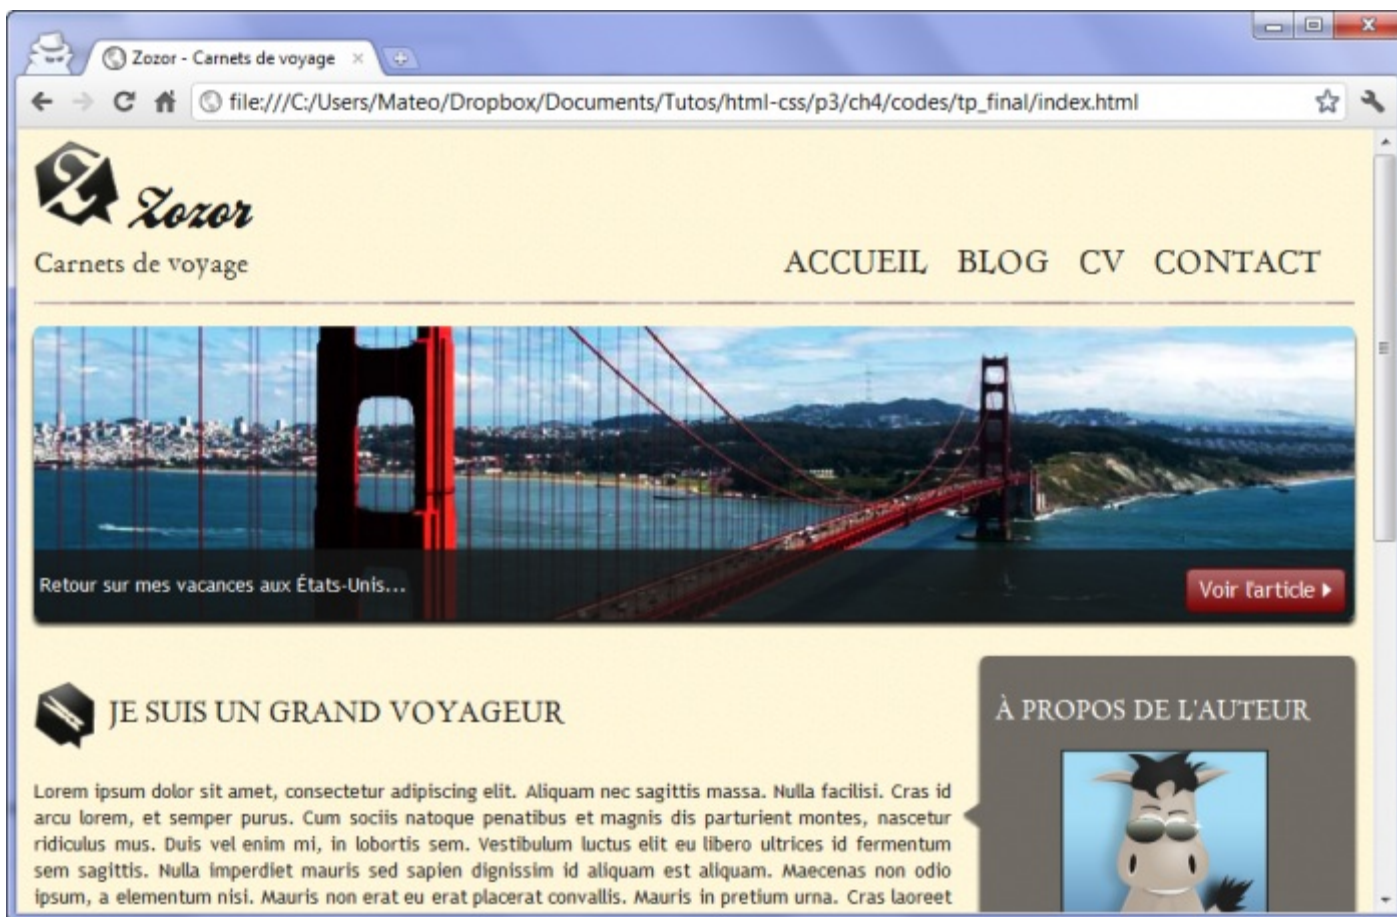 Zozor - Carnets de voyage
file:///C:/Users/Mateo/Dropbox/Documents/Tutos/html-css/p3/ch4/codes/tp_final/index.html
Zozor
Carnets de voyage
ACCUEIL BLOG CV CONTACT
Retour sur mes vacances aux États-Unis...
Voir l'article
JE SUIS UN GRAND VOYAGEUR
Lorem ipsum dolor sit amet, consectetur adipiscing elit. Aliquam nec sagittis massa. Nulla facilisi. Cras id
arcu lorem, et semper purus. Cum sociis natoque penatibus et magnis dis parturient montes, nascetur
ridiculus mus. Duis vel enim mi, in lobortis sem. Vestibulum luctus elit eu libero ultrices id fermentum
sem sagittis. Nulla imperdiet mauris sed sapien dignissim id aliquam est aliquam. Maecenas non odio
ipsum, a elementum nisi. Mauris non erat eu erat placerat convallis. Mauris in pretium urna. Cras laoreet
À PROPOS DE L'AUTEUR